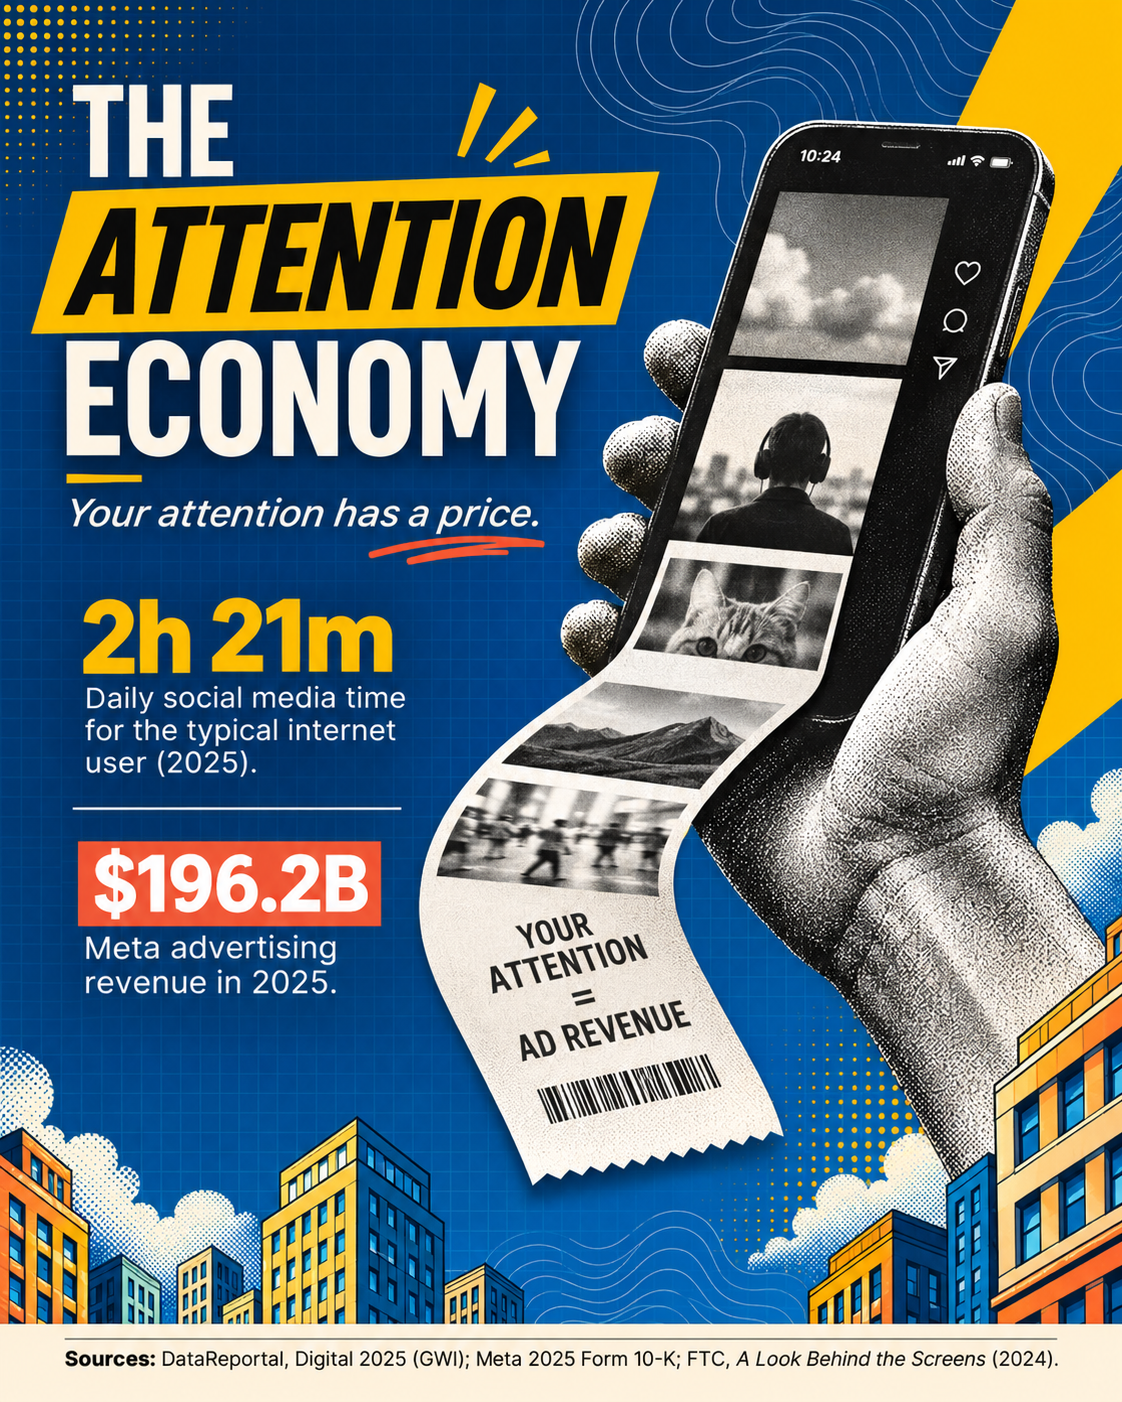 THE
ATTENTION
ECONOMY
Your attention has a price.
2h 21m
Daily social media time
for the typical internet
user (2025).
$196.2B
Meta advertising
revenue in 2025.
10:24
YOUR
ATTENTION
=
AD REVENUE
Sources: DataReportal, Digital 2025 (GWI); Meta 2025 Form 10-K; FTC, A Look Behind the Screens (2024).